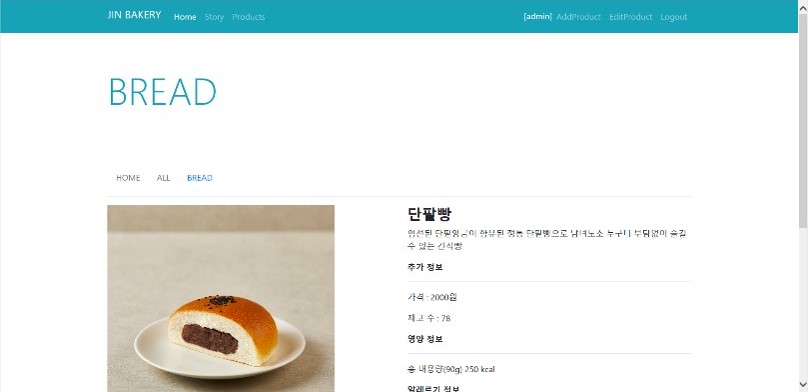 JIN BAKERY Home Story Products [admin] AddProduct EditProduct Logout
BREAD
HOME ALL BREAD
단팥빵
엄선된 단팥앙금이 함유된 정통 단팥빵으로 남녀노소 누구나 부담없이 즐길
수 있는 간식빵
추가 정보
가격 : 2000원
재고 수 : 78
영양 정보
총 내용량(90g) 250 kcal
알레르기 정보